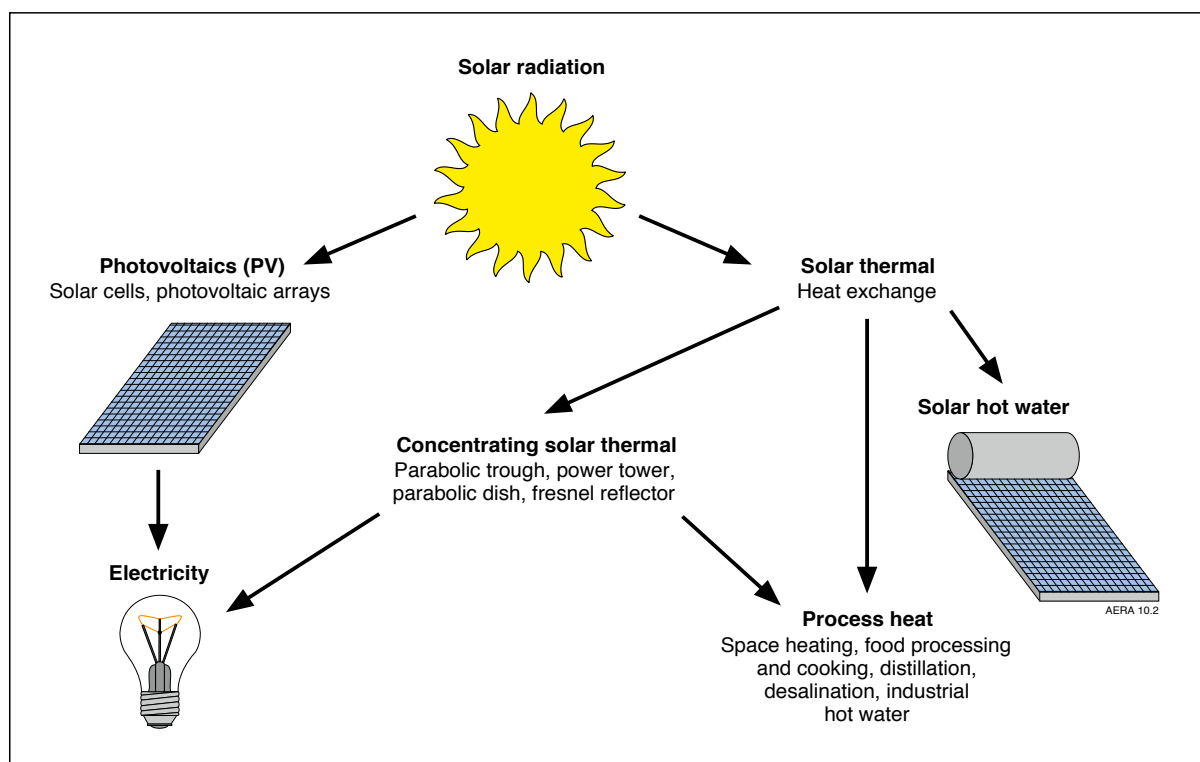 Solar radiation
Photovoltaics (PV)
Solar cells, photovoltaic arrays
Solar thermal
Heat exchange
Solar hot water
Concentrating solar thermal
Parabolic trough, power tower,
parabolic dish, fresnel reflector
Electricity
AERA 10.2
Process heat
Space heating, food processing
and cooking, distillation,
desalination, industrial
hot water